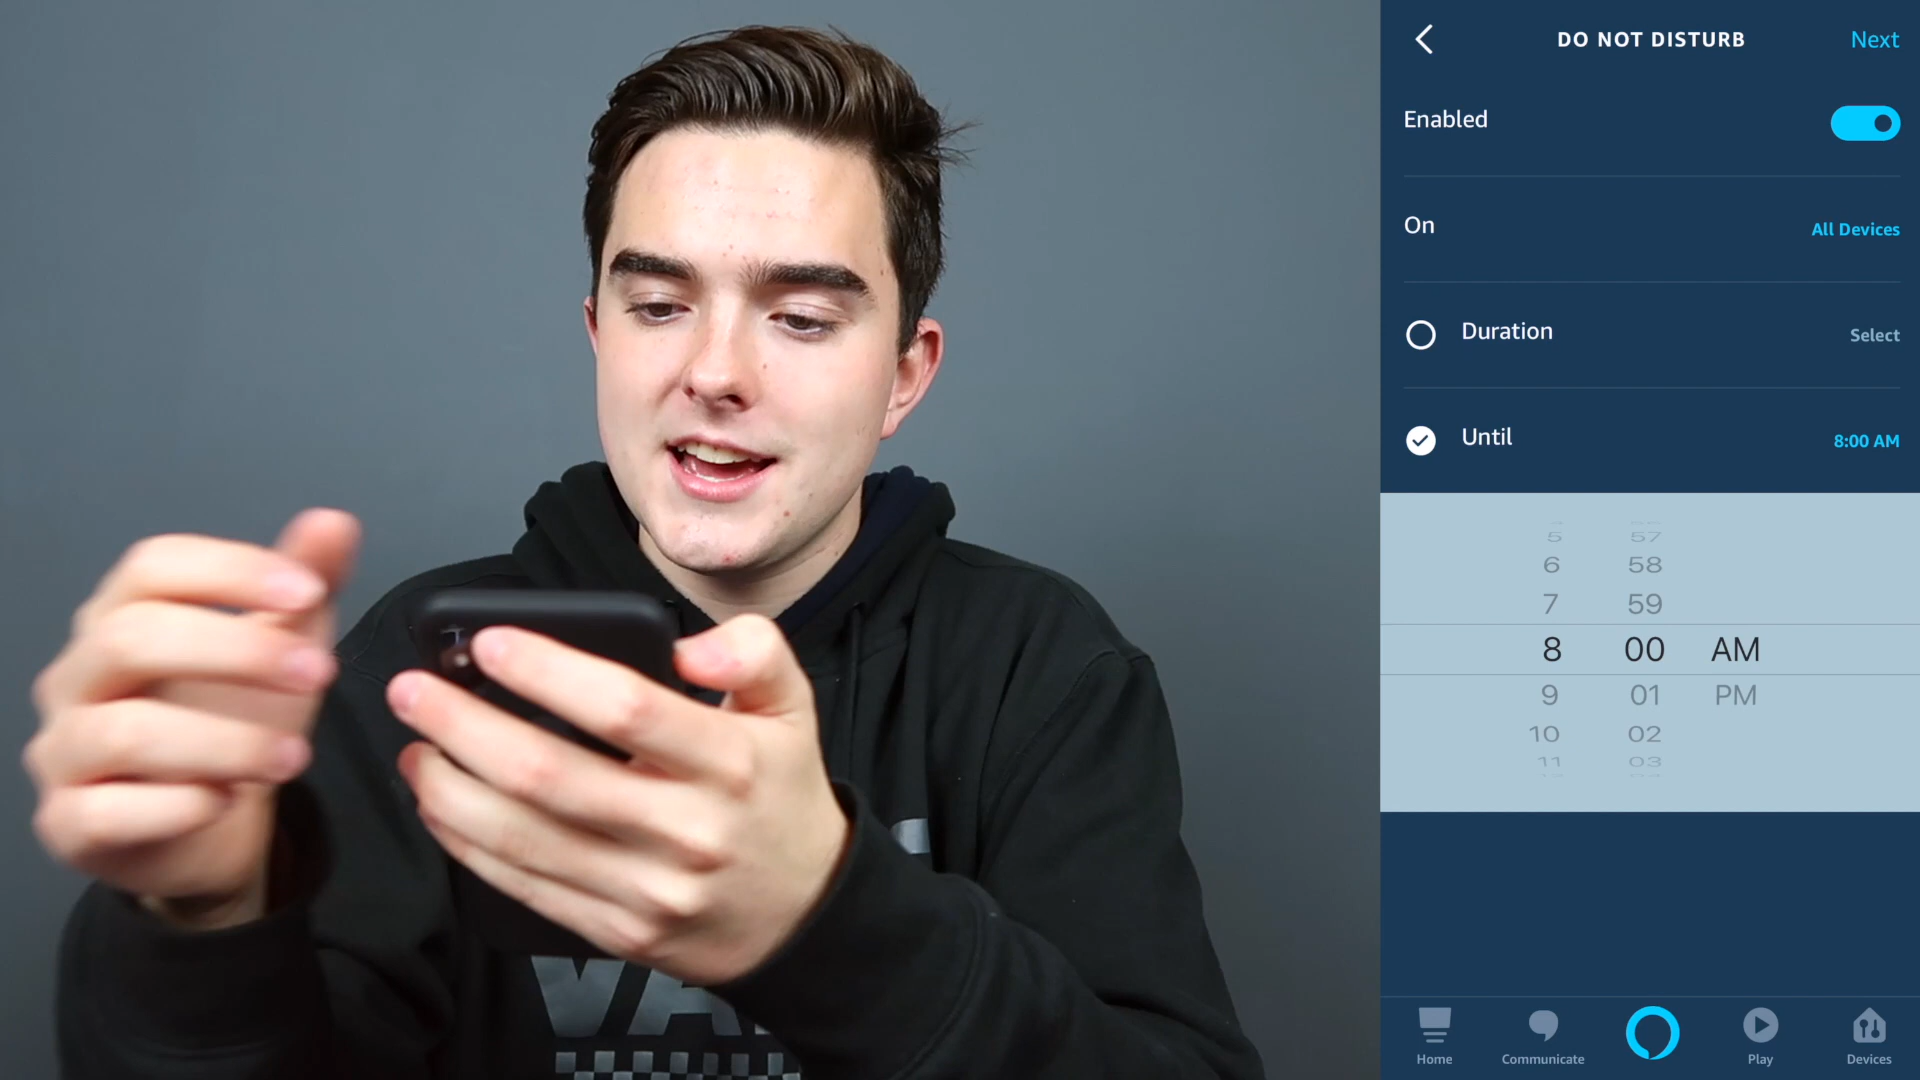 DO NOT DISTURB
Next
Enabled
On
All Devices
Duration
Select
Until
8:00 AM
5 57
6 58
7 59
8 00 AM
9 01 PM
10 02
11 03
Home
Communicate
Play
Devices